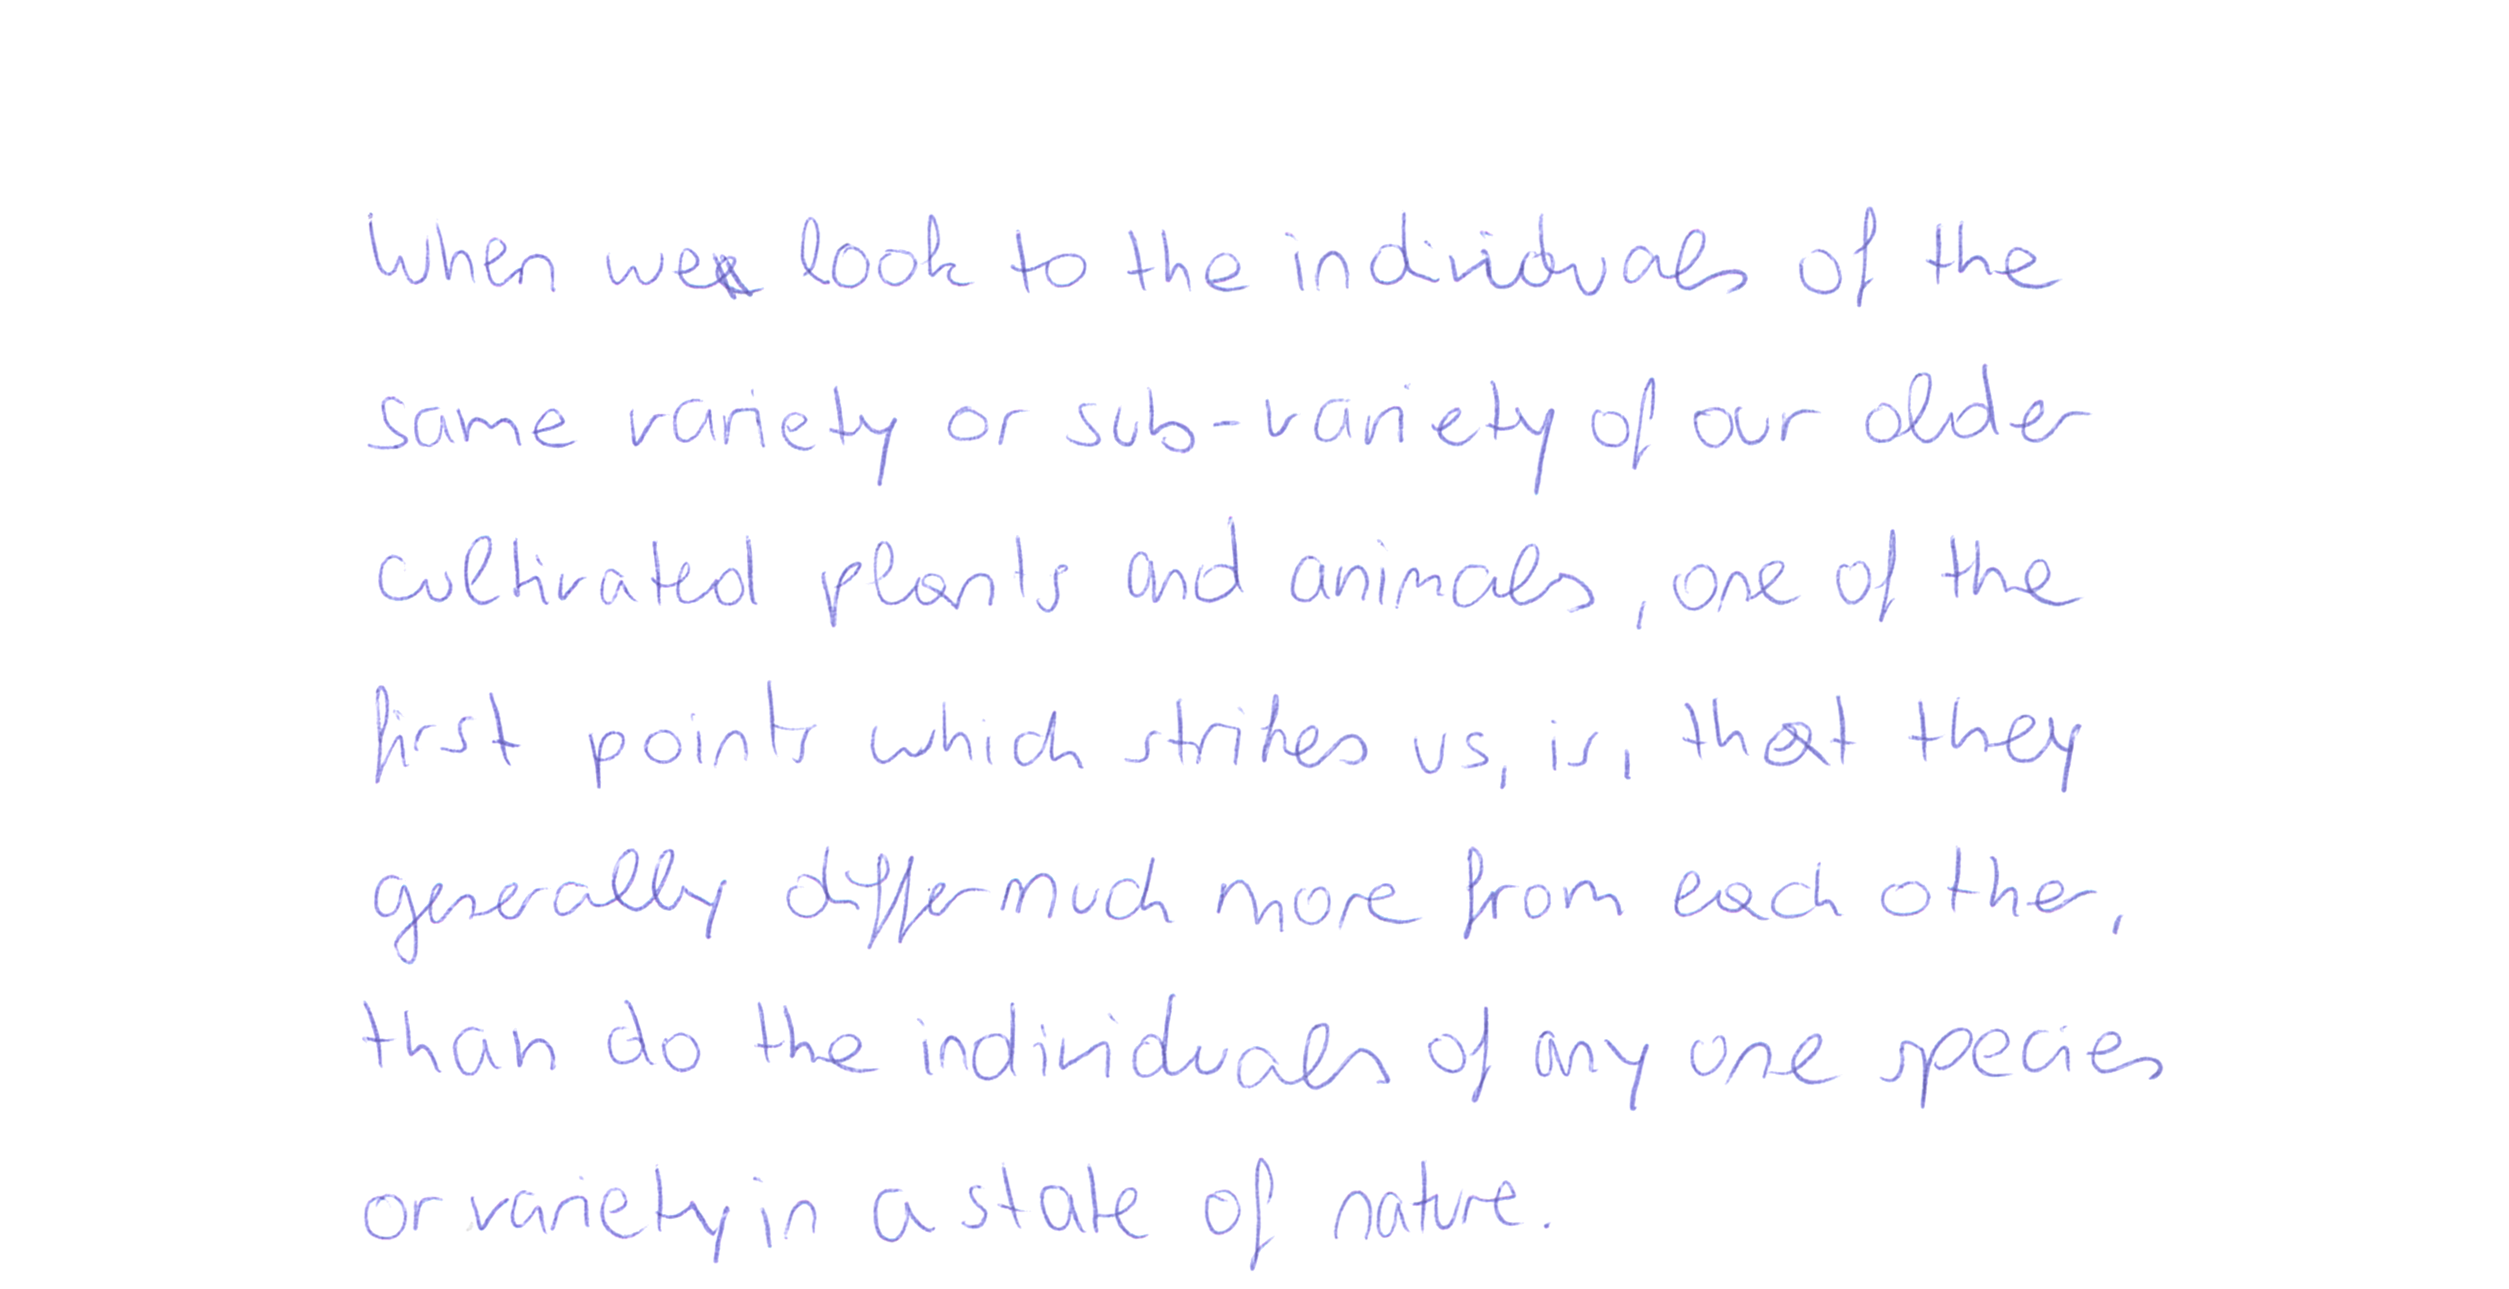 When we look to the individuals of the
same variety or sub-variety of our older
cultivated plants and animals, one of the
first points which strikes us, is, that they
generally differ much more from each other,
than do the individuals of any one species
or variety in a state of nature.